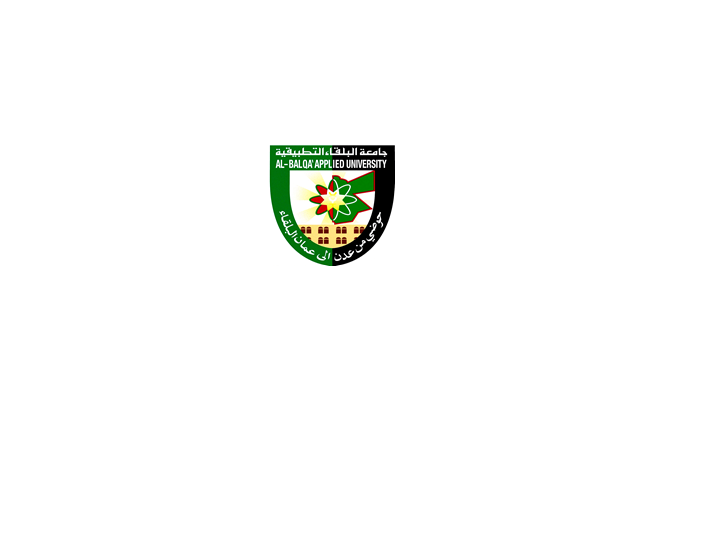 جامعة البلقاء التطبيقية
AL-BALQA' APPLIED UNIVERSITY
حوضي من عدن الى عمان البلقاء